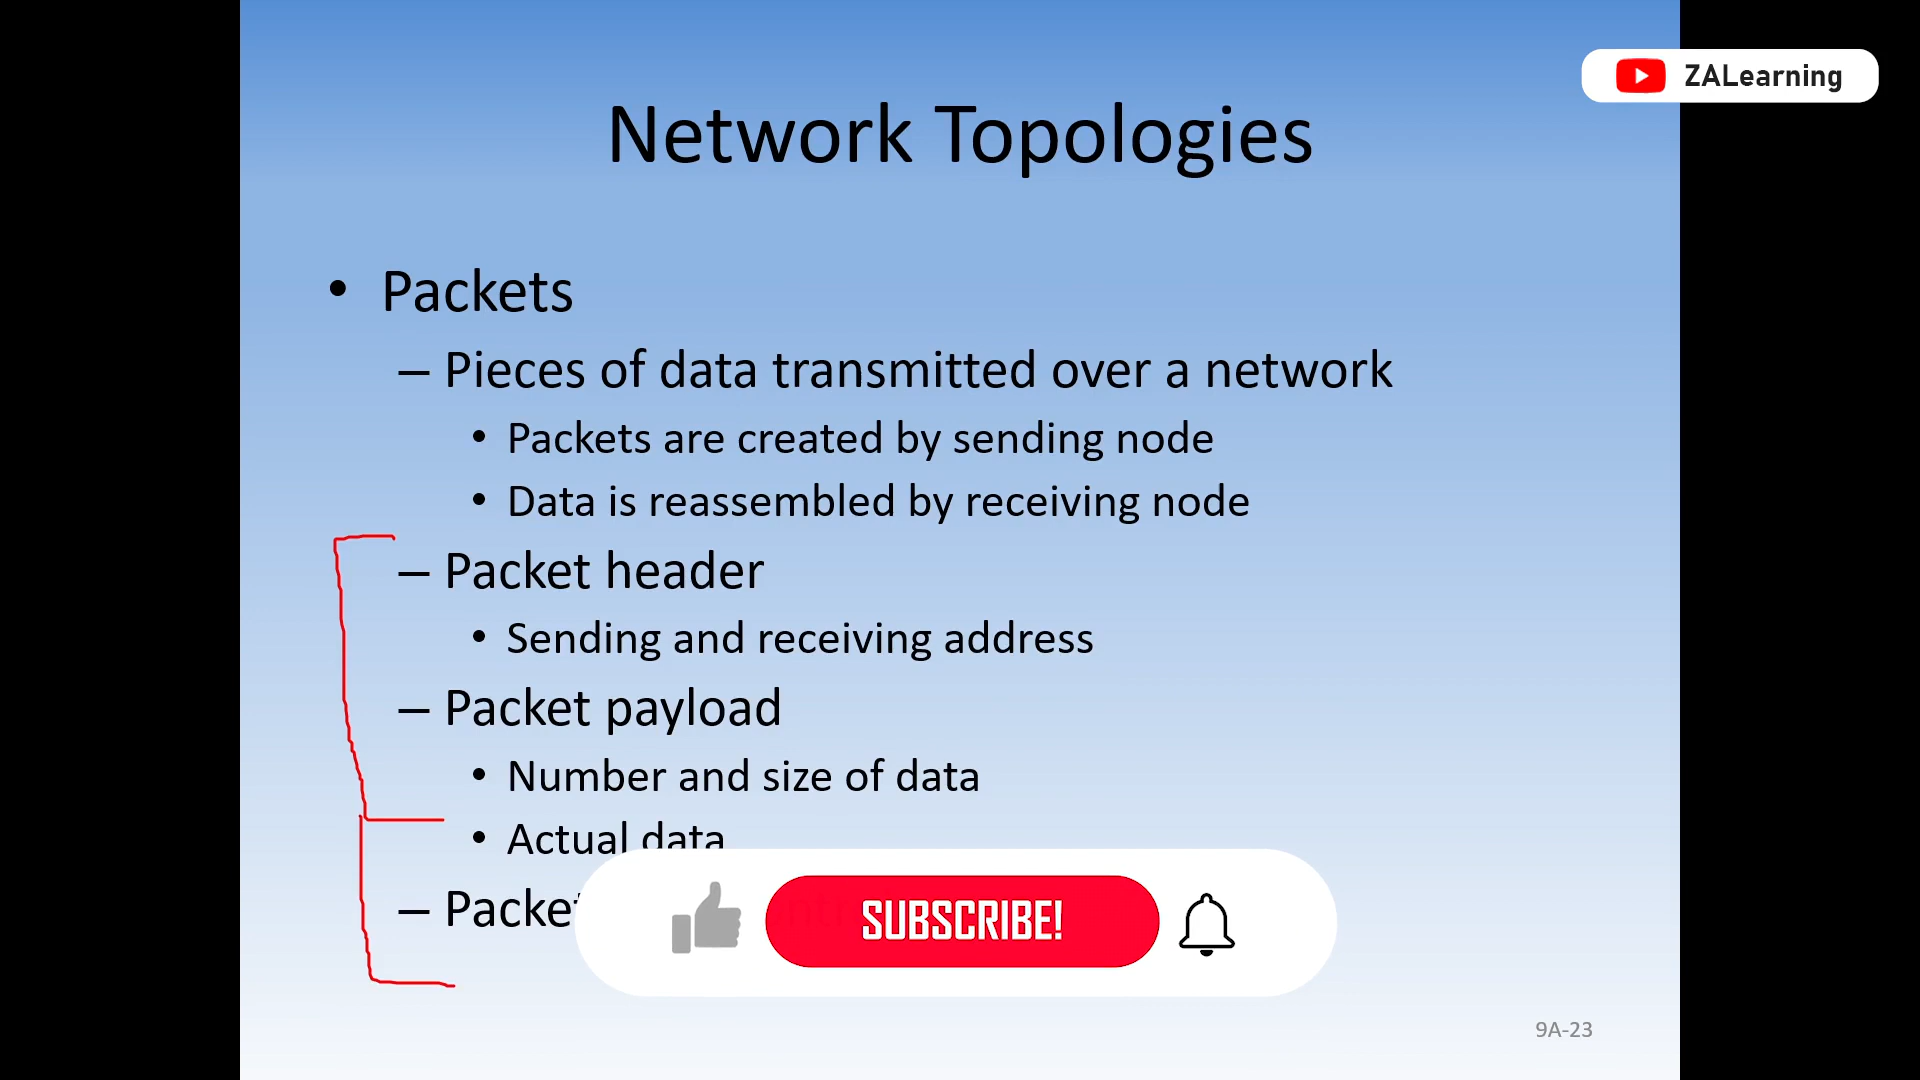 ZALearning
Network Topologies
• Packets
– Pieces of data transmitted over a network
• Packets are created by sending node
• Data is reassembled by receiving node
– Packet header
• Sending and receiving address
– Packet payload
• Number and size of data
• Actual data
–
SUBSCRIBE!
9A-23